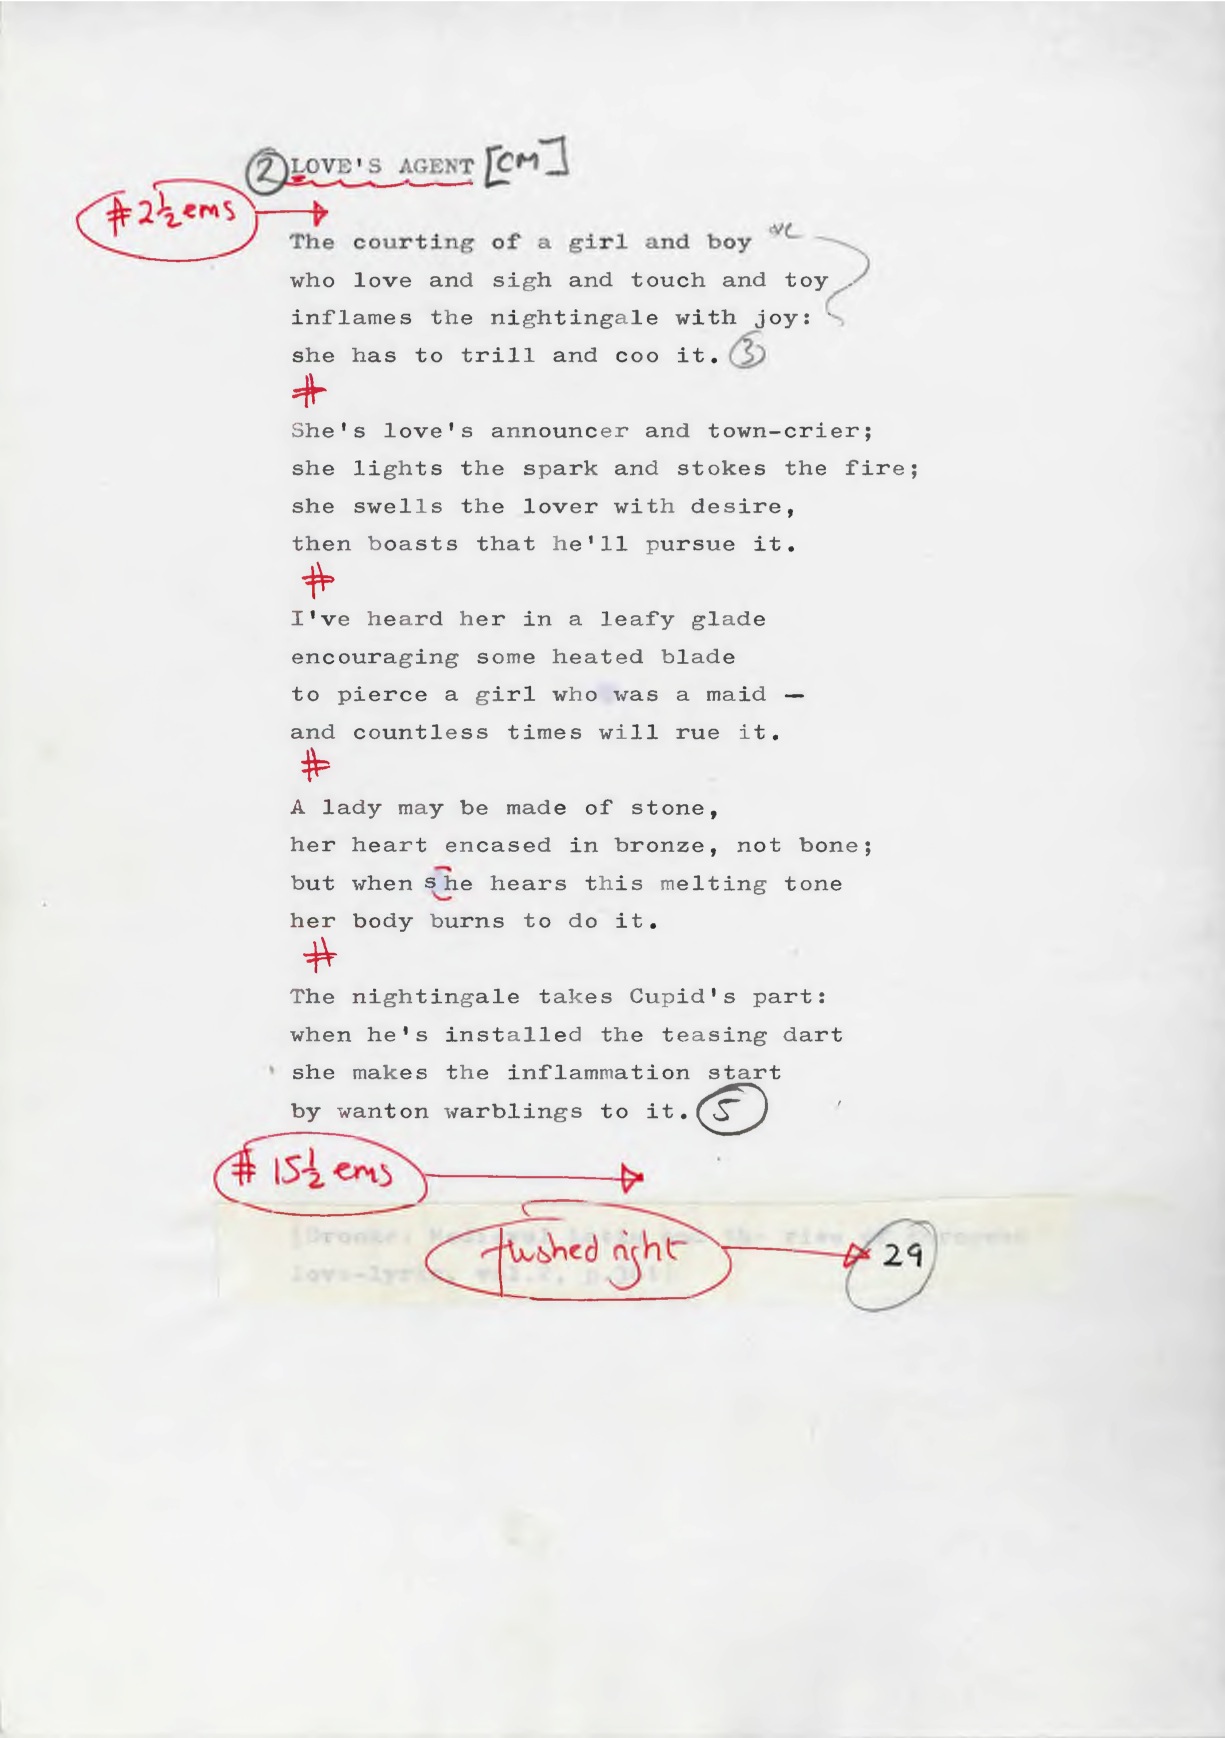 2 LOVE'S AGENT [CM]
# 2½ ems
The courting of a girl and boy
who love and sigh and touch and toy
inflames the nightingale with joy:
she has to trill and coo it. 3
#
She's love's announcer and town-crier;
she lights the spark and stokes the fire;
she swells the lover with desire,
then boasts that he'll pursue it.
#
I've heard her in a leafy glade
encouraging some heated blade
to pierce a girl who was a maid —
and countless times will rue it.
#
A lady may be made of stone,
her heart encased in bronze, not bone;
but when she hears this melting tone
her body burns to do it.
#
The nightingale takes Cupid's part:
when he's installed the teasing dart
she makes the inflammation start
by wanton warblings to it. 5
# 15½ ems
flushed right 29